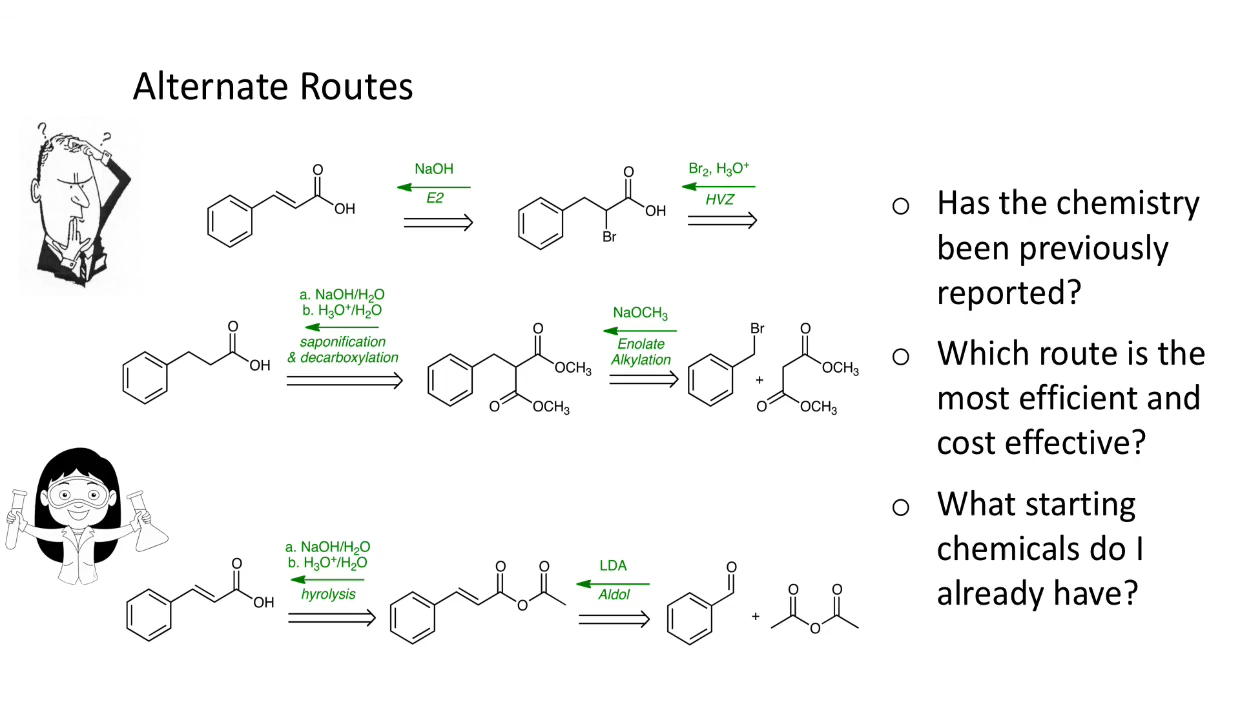 Alternate Routes
? ?
NaOH
E2
O
OH
O
OH
Br
Br₂, H₃O⁺
HVZ
a. NaOH/H₂O
b. H₃O⁺/H₂O
saponification
& decarboxylation
O
OH
O
OCH₃
O
OCH₃
NaOCH₃
Enolate
Alkylation
Br
+
O
OCH₃
O
OCH₃
a. NaOH/H₂O
b. H₃O⁺/H₂O
hyrolysis
O
OH
O
O
O
LDA
Aldol
O
+
O
O
O
○ Has the chemistry
been previously
reported?
○ Which route is the
most efficient and
cost effective?
○ What starting
chemicals do I
already have?